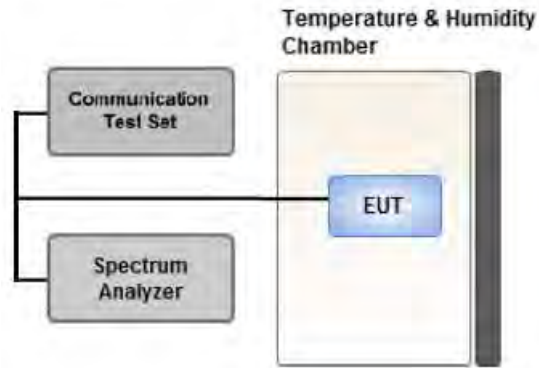 Temperature & Humidity
Chamber
Communication
Test Set
EUT
Spectrum
Analyzer